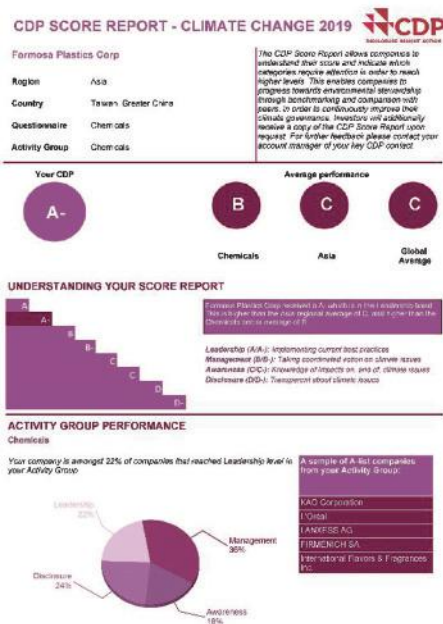 CDP SCORE REPORT - CLIMATE CHANGE 2019
CDP
DISCLOSURE INSIGHT ACTION
Formosa Plastics Corp
Region Asia
Country Taiwan, Greater China
Questionnaire Chemicals
Activity Group Chemicals
The CDP Score Report allows companies to
understand their score and indicate which
categories require attention in order to reach
higher levels. This enables companies to
progress towards environmental stewardship
through benchmarking and comparison with
peers, in order to continuously improve their
climate governance. Investors will additionally
receive a copy of the CDP Score Report upon
request. For further feedback please contact your
account manager of your key CDP contact.
Your CDP
Average performance
A-
B
C
C
Chemicals
Asia
Global
Average
UNDERSTANDING YOUR SCORE REPORT
A
A-
B
B-
C
C
D
D-
Formosa Plastics Corp received a A- which is in the Leadership band.
This is higher than the Asia regional average of C, and higher than the
Chemicals sector average of B.
Leadership (A/A-): Implementing current best practices
Management (B/B-): Taking coordinated action on climate issues
Awareness (C/C-): Knowledge of impacts on, and of, climate issues
Disclosure (D/D-): Transparent about climate issues
ACTIVITY GROUP PERFORMANCE
Chemicals
Your company is amongst 22% of companies that reached Leadership level in
your Activity Group
A sample of A-list companies
from your Activity Group:
KAO Corporation
L'Oréal
LANXESS AG
FIRMENICH SA
International Flavors & Fragrances
Inc.
Leadership
22%
Management
36%
Disclosure
24%
Awareness
18%